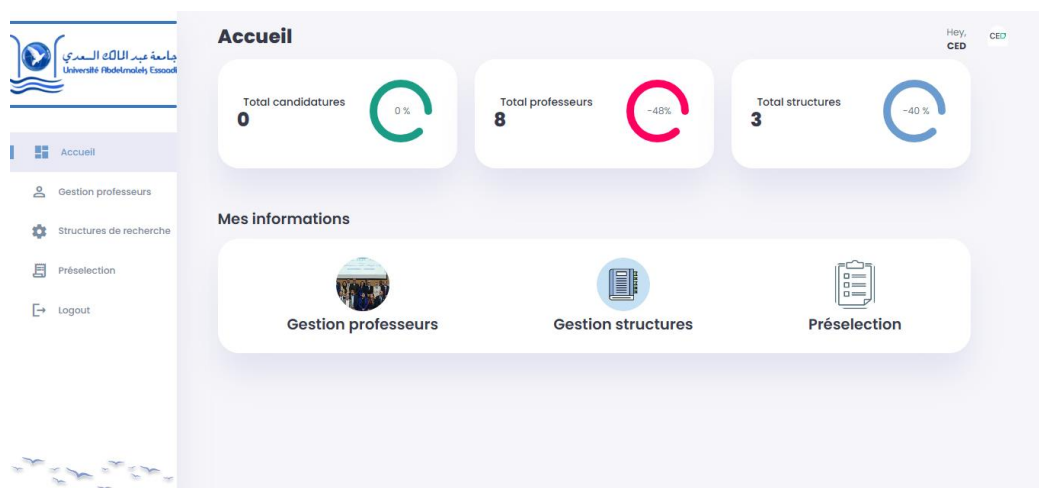 جامعة عبد المالك السعدي
Université Abdelmalek Essaadi
Accueil
Gestion professeurs
Structures de recherche
Préselection
Logout
Accueil
Hey,
CED
CED
Total candidatures
0
0 %
Total professeurs
8
-48%
Total structures
3
-40 %
Mes informations
Gestion professeurs
Gestion structures
Préselection